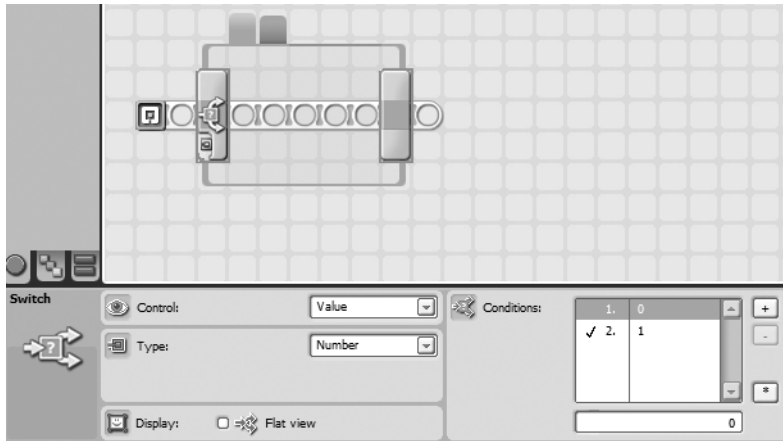 Switch
Control:
Value
Type:
Number
Display:
Flat view
Conditions:
1. 0
✓ 2. 1
0
+
-
*